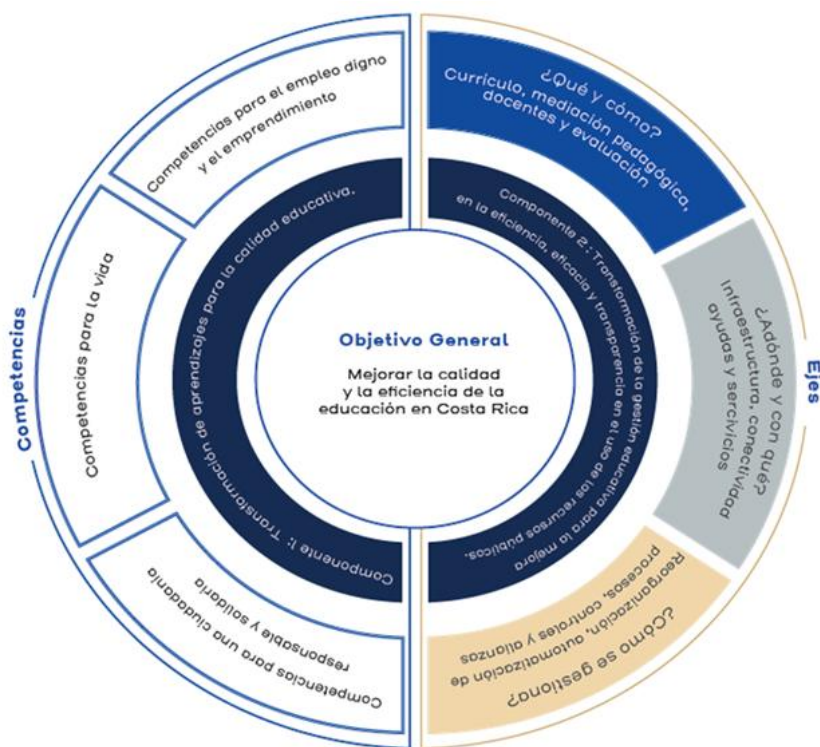 Competencias
Competencias para el empleo digno
y el emprendimiento
Competencias para la vida
Competencias para una ciudadanía
responsable y solidaria
Componente 1: Transformación de aprendizajes para la calidad educativa.
Objetivo General
Mejorar la calidad
y la eficiencia de la
educación en Costa Rica
Componente 2: Transformación de la gestión educativa para la mejora
en la eficiencia, eficacia y transparencia en el uso de los recursos públicos.
¿Qué y cómo?
Currículo, mediación pedagógica,
docentes y evaluación
¿Adónde y con qué?
Infraestructura, conectividad
ayudas y sercivicios
¿Cómo se gestiona?
Reorganización, automatización de
procesos, controles y alianzas
Ejes